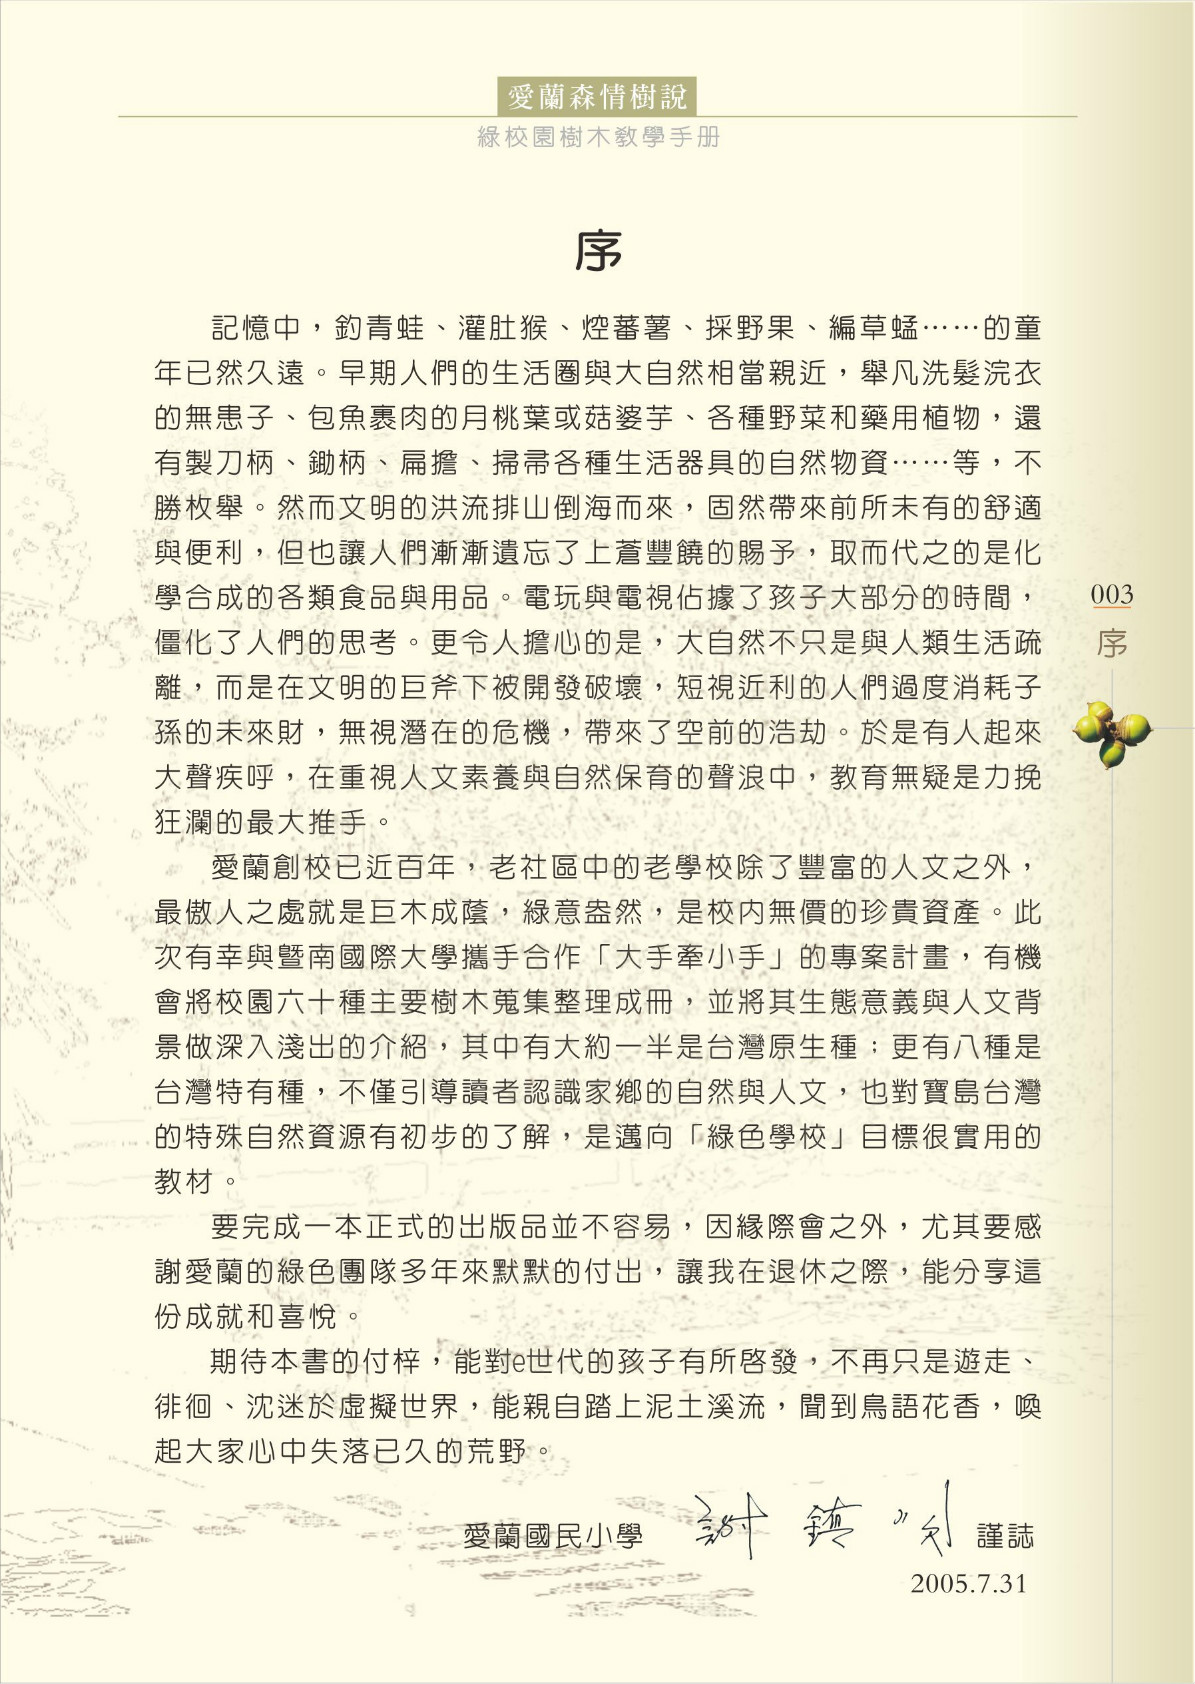 愛蘭森情樹說
綠校園樹木教學手册
序
記憶中，釣青蛙、灌肚猴、焢蕃薯、採野果、編草蜢……的童
年已然久遠。早期人們的生活圈與大自然相當親近，舉凡洗髮浣衣
的無患子、包魚裹肉的月桃葉或菇婆芋、各種野菜和藥用植物，還
有製刀柄、鋤柄、扁擔、掃帚各種生活器具的自然物資……等，不
勝枚舉。然而文明的洪流排山倒海而來，固然帶來前所未有的舒適
與便利，但也讓人們漸漸遺忘了上蒼豐饒的賜予，取而代之的是化
學合成的各類食品與用品。電玩與電視佔據了孩子大部分的時間，
僵化了人們的思考。更令人擔心的是，大自然不只是與人類生活疏
離，而是在文明的巨斧下被開發破壞，短視近利的人們過度消耗子
孫的未來財，無視潛在的危機，帶來了空前的浩劫。於是有人起來
大聲疾呼，在重視人文素養與自然保育的聲浪中，教育無疑是力挽
狂瀾的最大推手。
愛蘭創校已近百年，老社區中的老學校除了豐富的人文之外，
最傲人之處就是巨木成蔭，綠意盎然，是校內無價的珍貴資產。此
次有幸與暨南國際大學攜手合作「大手牽小手」的專案計畫，有機
會將校園六十種主要樹木蒐集整理成冊，並將其生態意義與人文背
景做深入淺出的介紹，其中有大約一半是台灣原生種；更有八種是
台灣特有種，不僅引導讀者認識家鄉的自然與人文，也對寶島台灣
的特殊自然資源有初步的了解，是邁向「綠色學校」目標很實用的
教材。
要完成一本正式的出版品並不容易，因緣際會之外，尤其要感
謝愛蘭的綠色團隊多年來默默的付出，讓我在退休之際，能分享這
份成就和喜悅。
期待本書的付梓，能對e世代的孩子有所啓發，不再只是遊走、
徘徊、沈迷於虛擬世界，能親自踏上泥土溪流，聞到鳥語花香，喚
起大家心中失落已久的荒野。
愛蘭國民小學 謝鎮 謹誌
2005.7.31
003
序